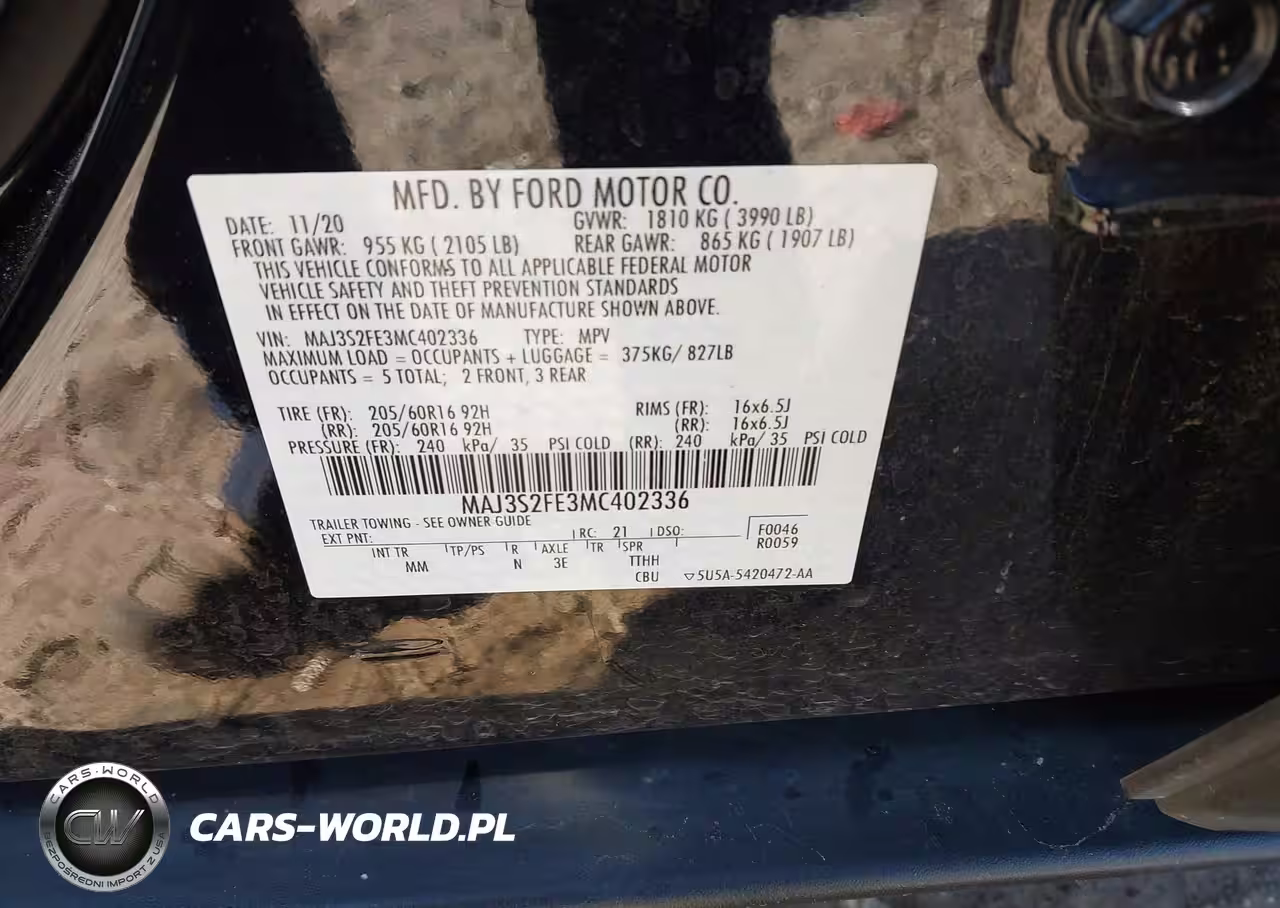 MFD. BY FORD MOTOR CO.
DATE: 11/20 GVWR: 1810 KG ( 3990 LB)
FRONT GAWR: 955 KG ( 2105 LB) REAR GAWR: 865 KG ( 1907 LB)
THIS VEHICLE CONFORMS TO ALL APPLICABLE FEDERAL MOTOR
VEHICLE SAFETY AND THEFT PREVENTION STANDARDS
IN EFFECT ON THE DATE OF MANUFACTURE SHOWN ABOVE.
VIN: MAJ3S2FE3MC402336 TYPE: MPV
MAXIMUM LOAD = OCCUPANTS + LUGGAGE = 375KG/ 827LB
OCCUPANTS = 5 TOTAL; 2 FRONT, 3 REAR
TIRE (FR): 205/60R16 92H RIMS (FR): 16x6.5J
(RR): 205/60R16 92H (RR): 16x6.5J
PRESSURE (FR): 240 kPa/ 35 PSI COLD (RR): 240 kPa/ 35 PSI COLD
MAJ3S2FE3MC402336
TRAILER TOWING - SEE OWNER GUIDE
EXT PNT: RC: 21 DSO: F0046
R0059
INT TR TP/PS R AXLE TR SPR
MM N 3E TTHH
CBU 5U5A-5420472-AA
CARS-WORLD
CW
BEZPOŚREDNI IMPORT Z USA
CARS-WORLD.PL